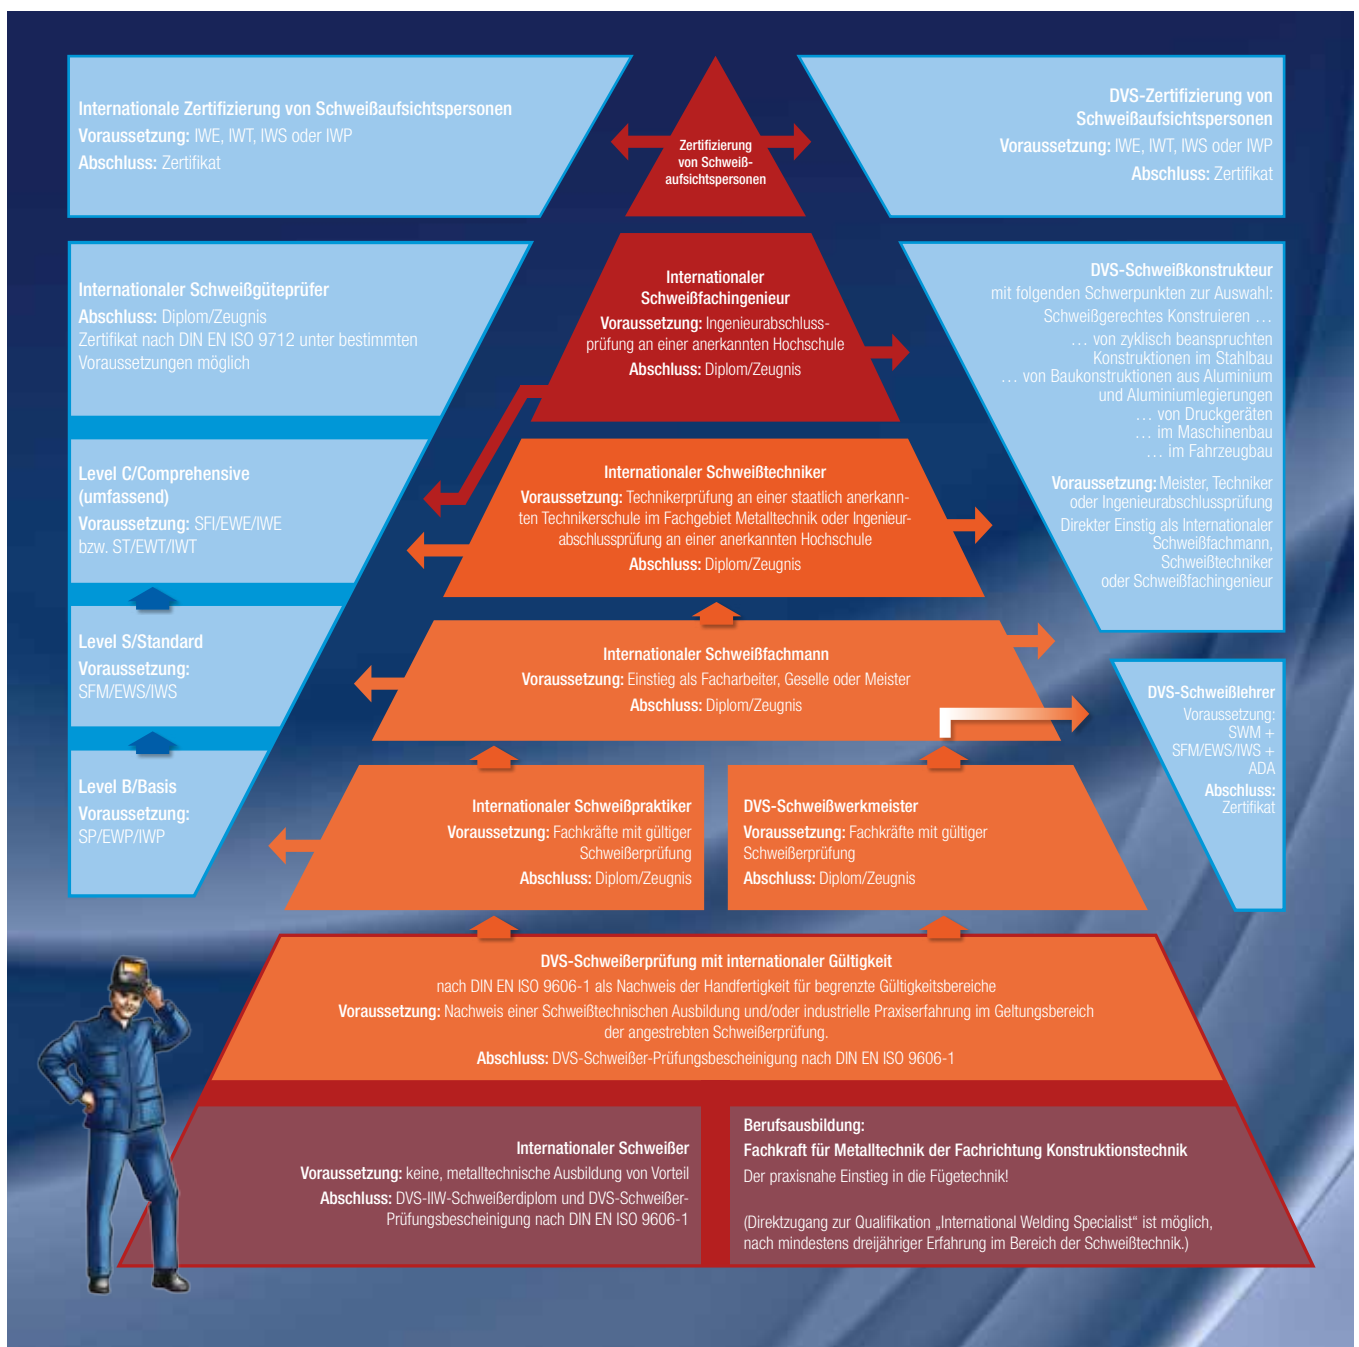 Internationale Zertifizierung von Schweißaufsichtspersonen
Voraussetzung: IWE, IWT, IWS oder IWP
Abschluss: Zertifikat
Zertifizierung
von Schweiß-
aufsichtspersonen
DVS-Zertifizierung von
Schweißaufsichtspersonen
Voraussetzung: IWE, IWT, IWS oder IWP
Abschluss: Zertifikat
Internationaler Schweißgüteprüfer
Abschluss: Diplom/Zeugnis
Zertifikat nach DIN EN ISO 9712 unter bestimmten
Voraussetzungen möglich
Level C/Comprehensive
(umfassend)
Voraussetzung: SFI/EWE/IWE
bzw. ST/EWT/IWT
Level S/Standard
Voraussetzung:
SFM/EWS/IWS
Level B/Basis
Voraussetzung:
SP/EWP/IWP
Internationaler
Schweißfachingenieur
Voraussetzung: Ingenieurabschluss-
prüfung an einer anerkannten Hochschule
Abschluss: Diplom/Zeugnis
Internationaler Schweißtechniker
Voraussetzung: Technikerprüfung an einer staatlich anerkann-
ten Technikerschule im Fachgebiet Metalltechnik oder Ingenieur-
abschlussprüfung an einer anerkannten Hochschule
Abschluss: Diplom/Zeugnis
Internationaler Schweißfachmann
Voraussetzung: Einstieg als Facharbeiter, Geselle oder Meister
Abschluss: Diplom/Zeugnis
DVS-Schweißkonstrukteur
mit folgenden Schwerpunkten zur Auswahl:
Schweißgerechtes Konstruieren …
… von zyklisch beanspruchten
Konstruktionen im Stahlbau
… von Baukonstruktionen aus Aluminium
und Aluminiumlegierungen
… von Druckgeräten
… im Maschinenbau
… im Fahrzeugbau
Voraussetzung: Meister, Techniker
oder Ingenieurabschlussprüfung
Direkter Einstig als Internationaler
Schweißfachmann,
Schweißtechniker
oder Schweißfachingenieur
DVS-Schweißlehrer
Voraussetzung:
SWM +
SFM/EWS/IWS +
ADA
Abschluss:
Zertifikat
Internationaler Schweißpraktiker
Voraussetzung: Fachkräfte mit gültiger
Schweißerprüfung
Abschluss: Diplom/Zeugnis
DVS-Schweißwerkmeister
Voraussetzung: Fachkräfte mit gültiger
Schweißerprüfung
Abschluss: Diplom/Zeugnis
DVS-Schweißerprüfung mit internationaler Gültigkeit
nach DIN EN ISO 9606-1 als Nachweis der Handfertigkeit für begrenzte Gültigkeitsbereiche
Voraussetzung: Nachweis einer Schweißtechnischen Ausbildung und/oder industrielle Praxiserfahrung im Geltungsbereich
der angestrebten Schweißerprüfung.
Abschluss: DVS-Schweißer-Prüfungsbescheinigung nach DIN EN ISO 9606-1
Internationaler Schweißer
Voraussetzung: keine, metalltechnische Ausbildung von Vorteil
Abschluss: DVS-IIW-Schweißerdiplom und DVS-Schweißer-
Prüfungsbescheinigung nach DIN EN ISO 9606-1
Berufsausbildung:
Fachkraft für Metalltechnik der Fachrichtung Konstruktionstechnik
Der praxisnahe Einstieg in die Fügetechnik!
(Direktzugang zur Qualifikation „International Welding Specialist“ ist möglich,
nach mindestens dreijähriger Erfahrung im Bereich der Schweißtechnik.)